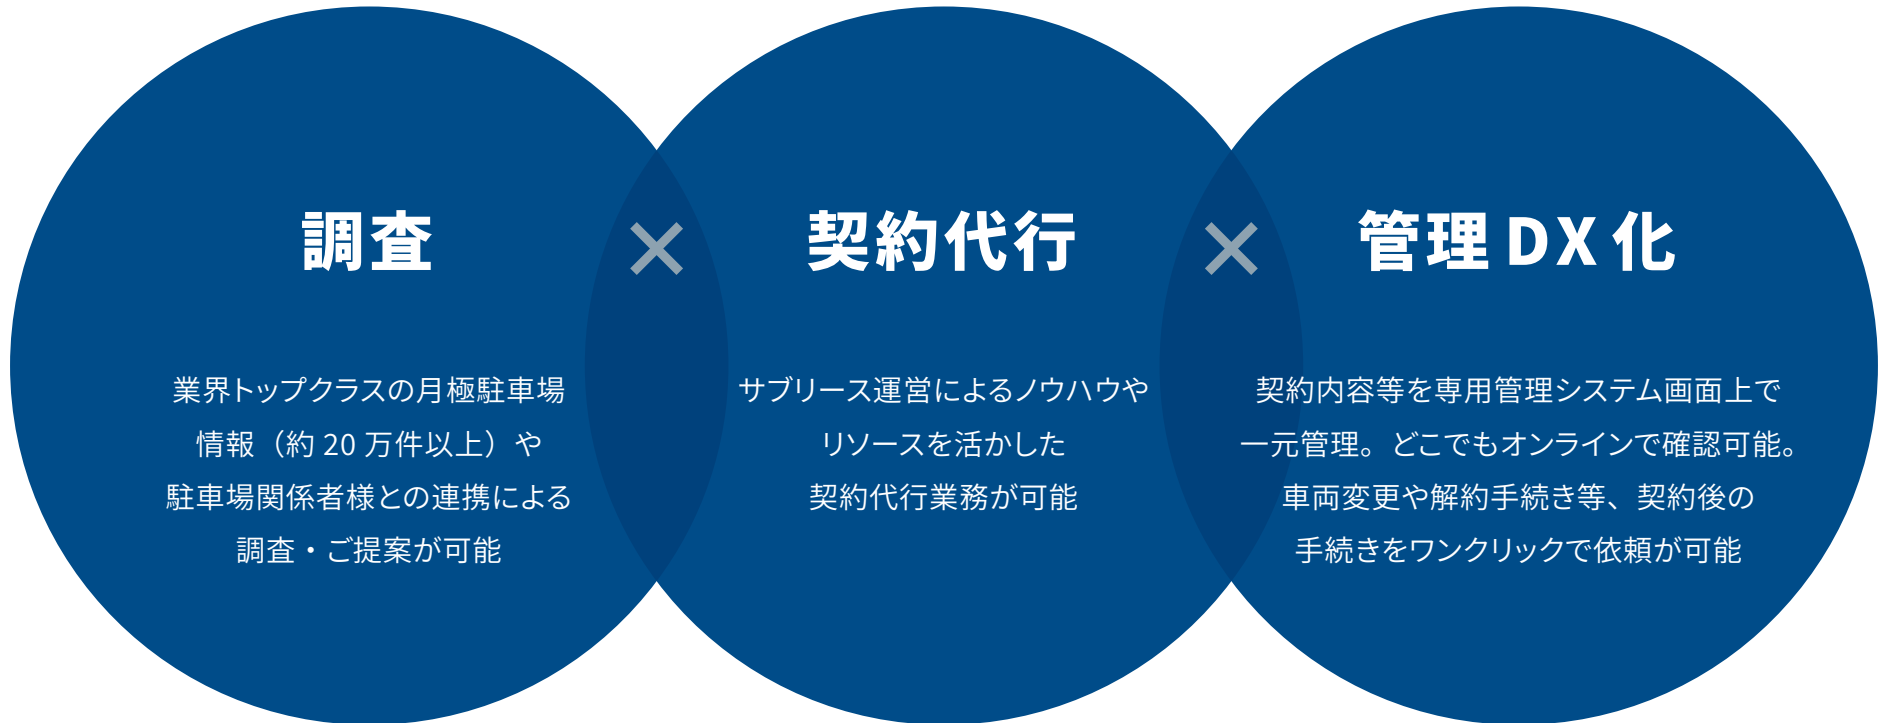 調査
×
契約代行
×
管理DX化
業界トップクラスの月極駐車場
情報（約20万件以上）や
駐車場関係者様との連携による
調査・ご提案が可能
サブリース運営によるノウハウや
リソースを活かした
契約代行業務が可能
契約内容等を専用管理システム画面上で
一元管理。どこでもオンラインで確認可能。
車両変更や解約手続き等、契約後の
手続きをワンクリックで依頼が可能